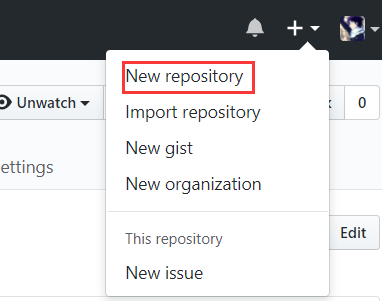 New repository
Unwatch
Import repository
0
New gist
ettings
New organization
This repository
Edit
New issue